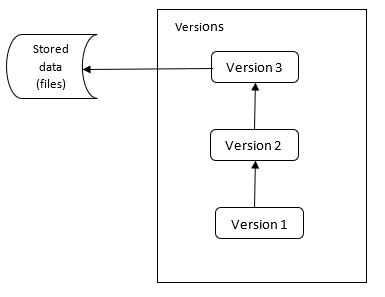 Stored
data
(files)
Versions
Version 3
Version 2
Version 1